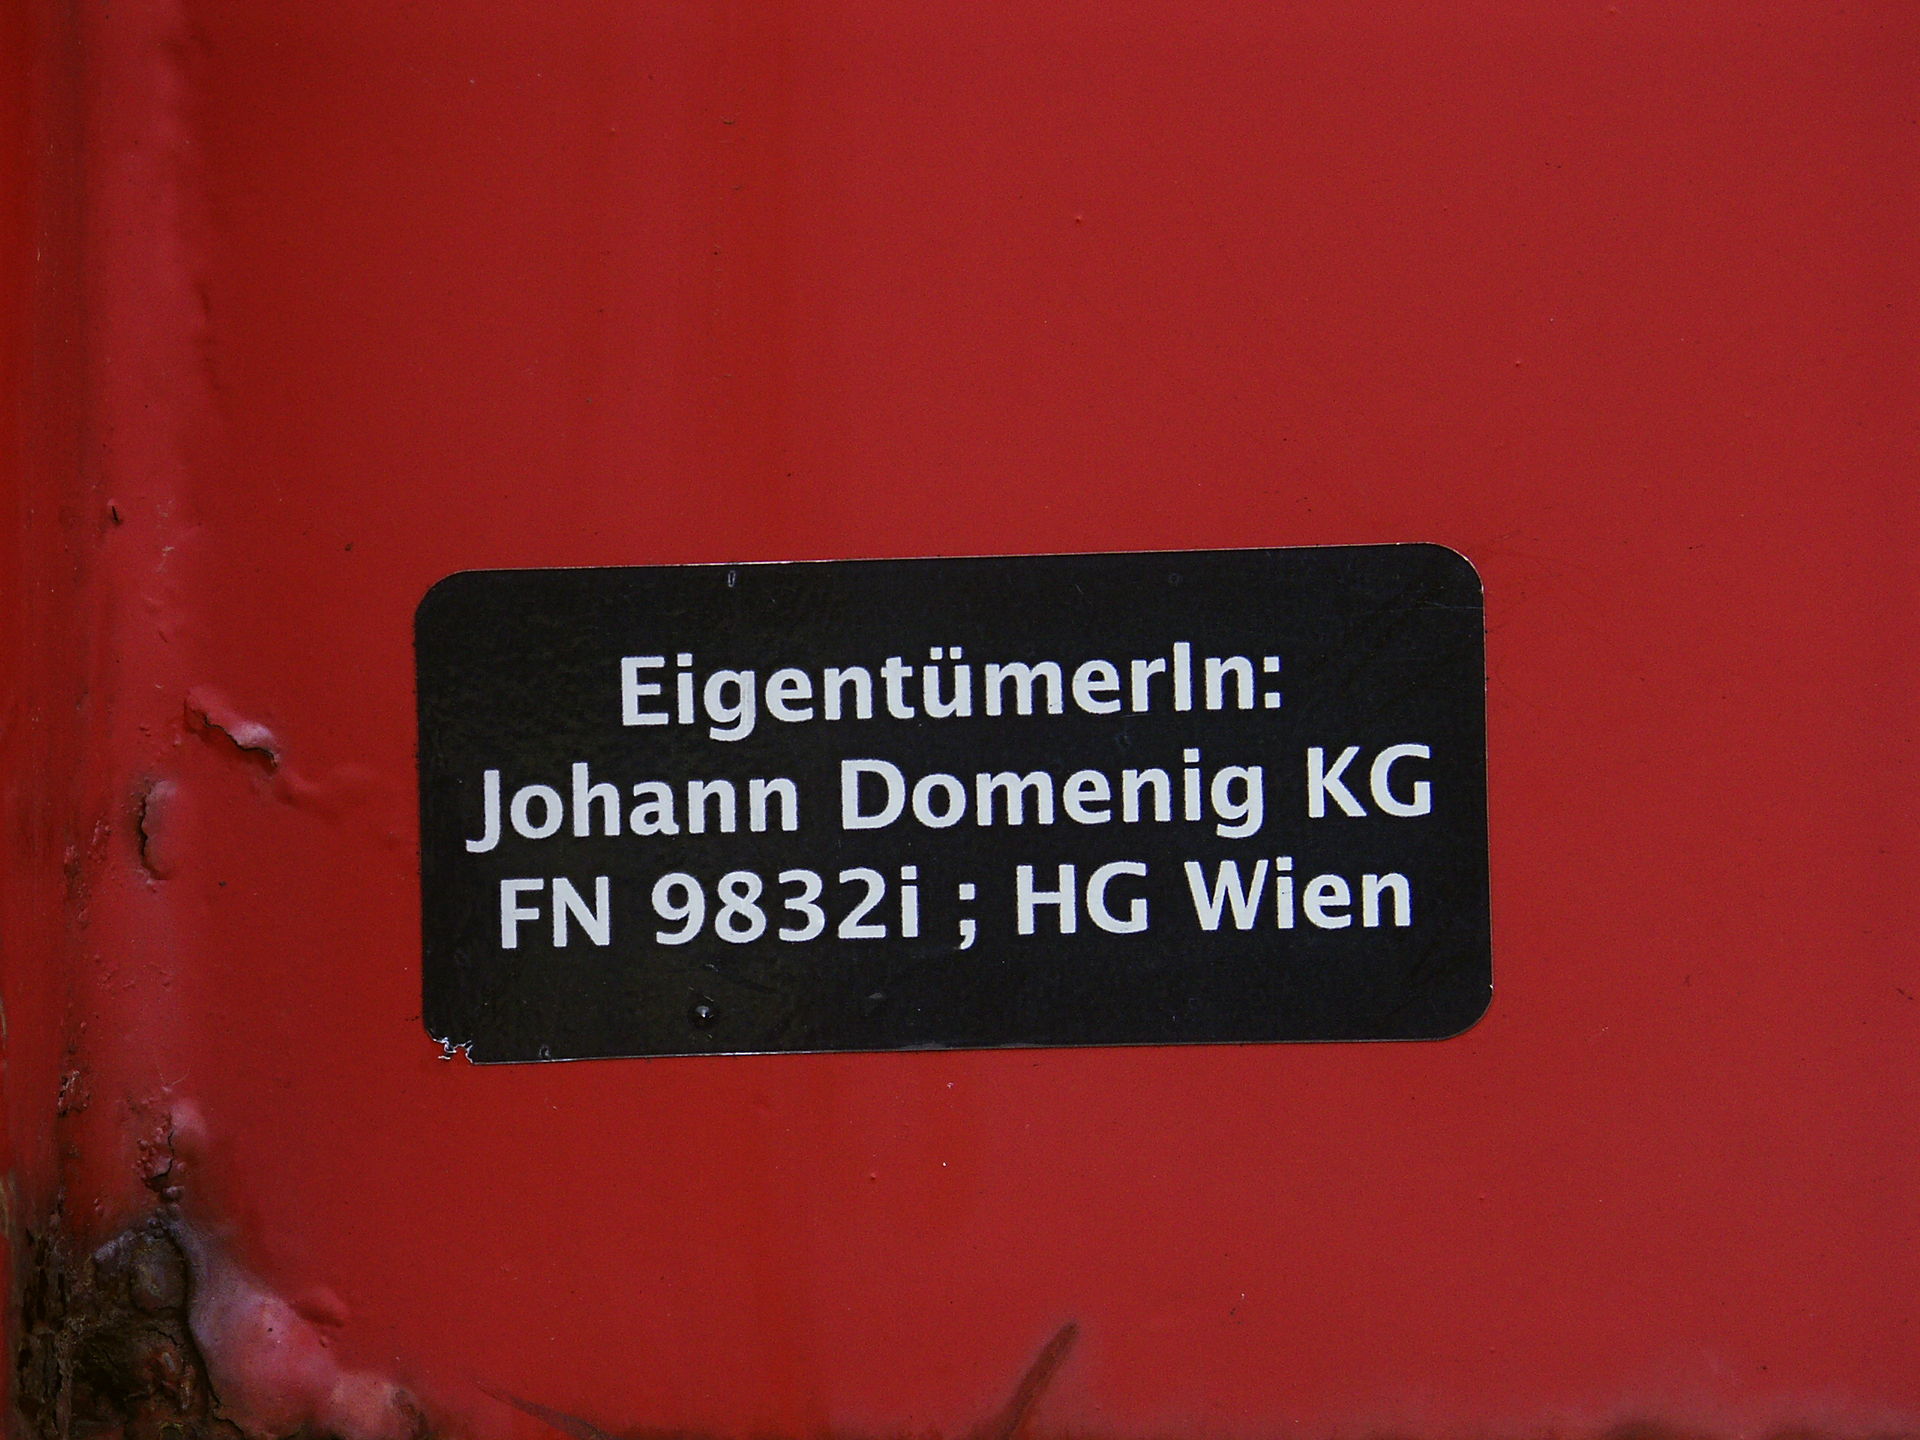 EigentümerIn:
Johann Domenig KG
FN 9832i ; HG Wien